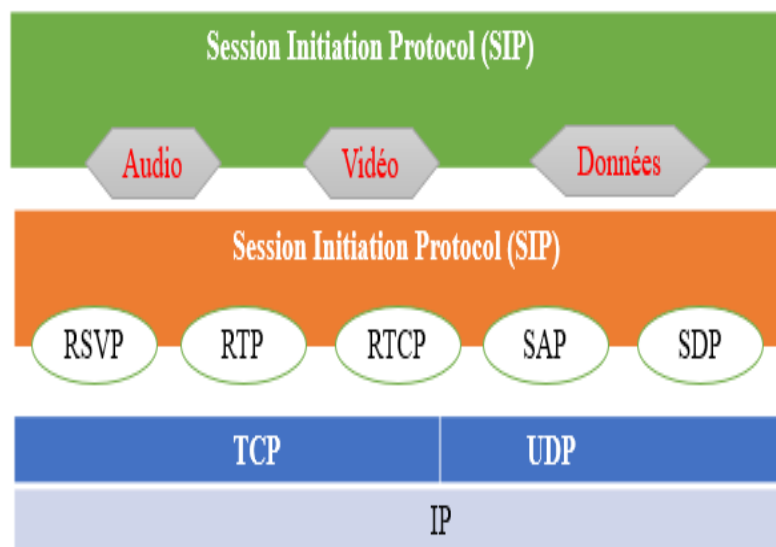 Session Initiation Protocol (SIP)
Audio Vidéo Données
Session Initiation Protocol (SIP)
RSVP RTP RTCP SAP SDP
TCP UDP
IP